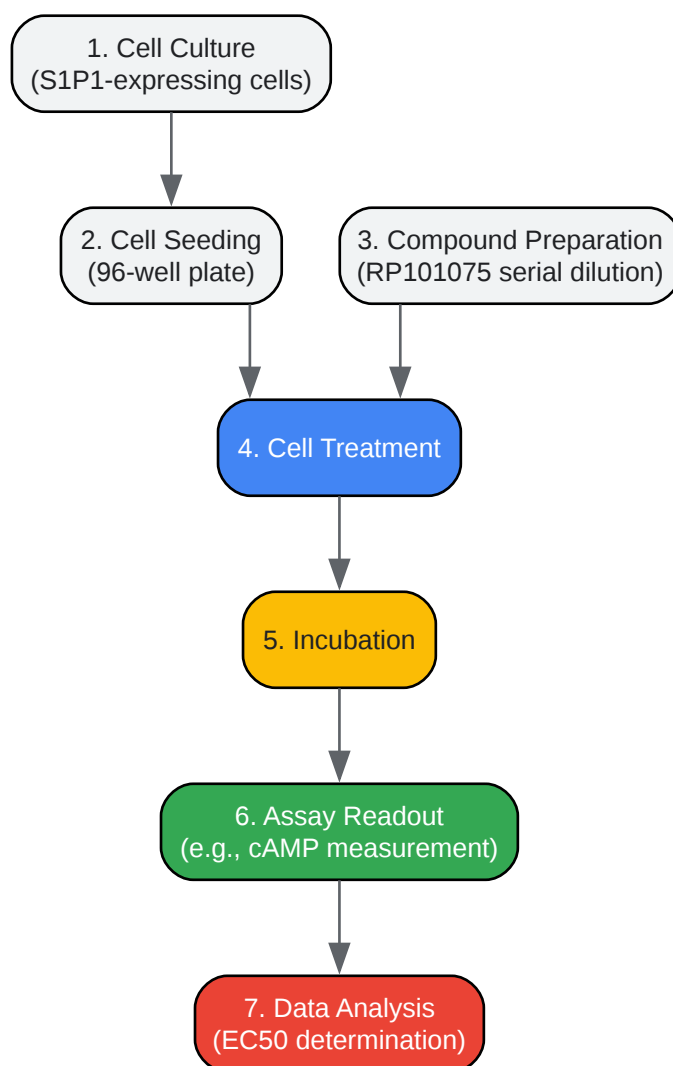 1. Cell Culture
(S1P1-expressing cells)
2. Cell Seeding
(96-well plate)
3. Compound Preparation
(RP101075 serial dilution)
4. Cell Treatment
5. Incubation
6. Assay Readout
(e.g., cAMP measurement)
7. Data Analysis
(EC50 determination)